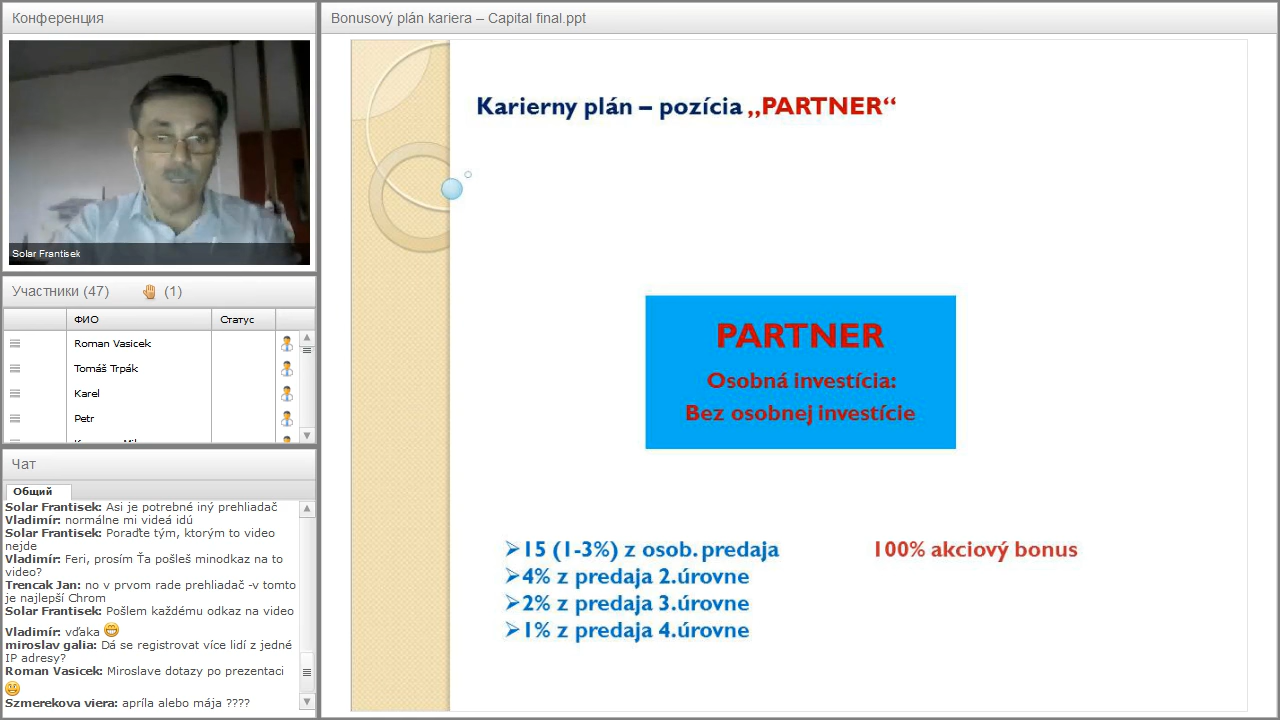 Конференция
Solar Frantisek
Участники (47) (1)
ФИО Статус
Roman Vasicek
Tomáš Trpák
Karel
Petr
Чат
Общий
Solar Frantisek: Asi je potrebné iný prehliadač
Vladimír: normálne mi videá idú
Solar Frantisek: Poraďte tým, ktorým to video
nejde
Vladimír: Feri, prosím Ťa pošleš minodkaz na to
video?
Trencak Jan: no v prvom rade prehliadač -v tomto
je najlepší Chrom
Solar Frantisek: Pošlem každému odkaz na video
Vladimír: vďaka
miroslav galia: Dá se registrovat více lidí z jedné
IP adresy?
Roman Vasicek: Miroslave dotazy po prezentaci
Szmerekova viera: apríla alebo mája ????
Bonusový plán kariera – Capital final.ppt
Karierny plán – pozícia „PARTNER“
PARTNER
Osobná investícia:
Bez osobnej investície
15 (1-3%) z osob. predaja
4% z predaja 2.úrovne
2% z predaja 3.úrovne
1% z predaja 4.úrovne
100% akciový bonus